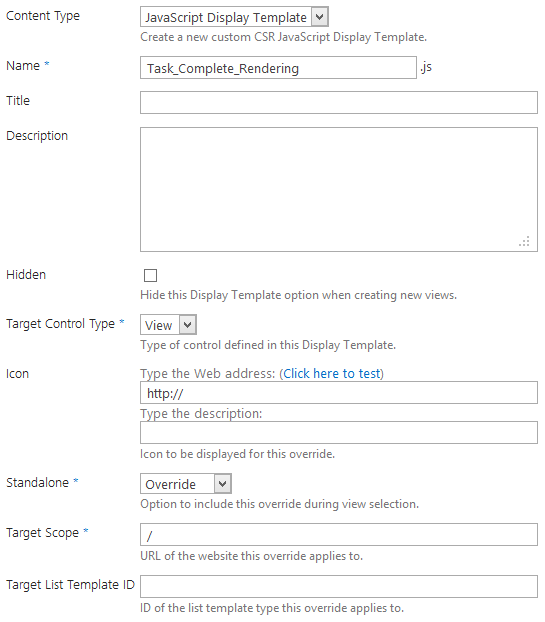 Content Type JavaScript Display Template
Create a new custom CSR JavaScript Display Template.
Name * Task_Complete_Rendering .js
Title
Description
Hidden
Hide this Display Template option when creating new views.
Target Control Type * View
Type of control defined in this Display Template.
Icon Type the Web address: (Click here to test)
http://
Type the description:
Icon to be displayed for this override.
Standalone * Override
Option to include this override during view selection.
Target Scope * /
URL of the website this override applies to.
Target List Template ID
ID of the list template type this override applies to.